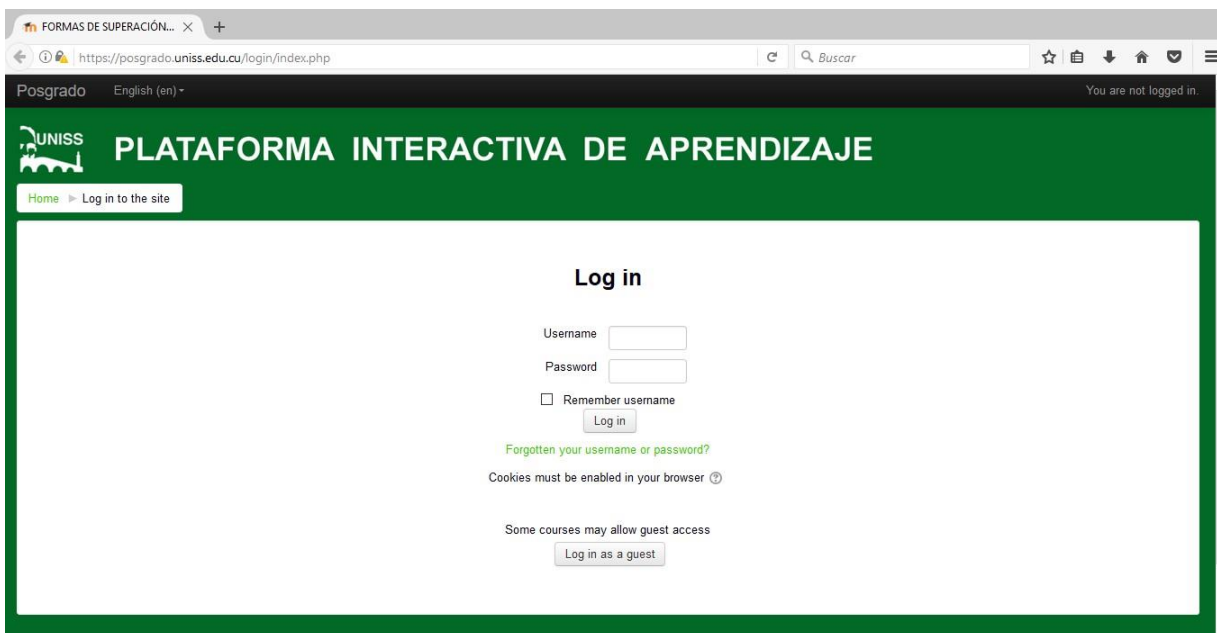 FORMAS DE SUPERACIÓN...
https://posgrado.uniss.edu.cu/login/index.php
Buscar
Posgrado English (en)
You are not logged in.
UNISS
PLATAFORMA INTERACTIVA DE APRENDIZAJE
Home Log in to the site
Log in
Username
Password
Remember username
Log in
Forgotten your username or password?
Cookies must be enabled in your browser
Some courses may allow guest access
Log in as a guest